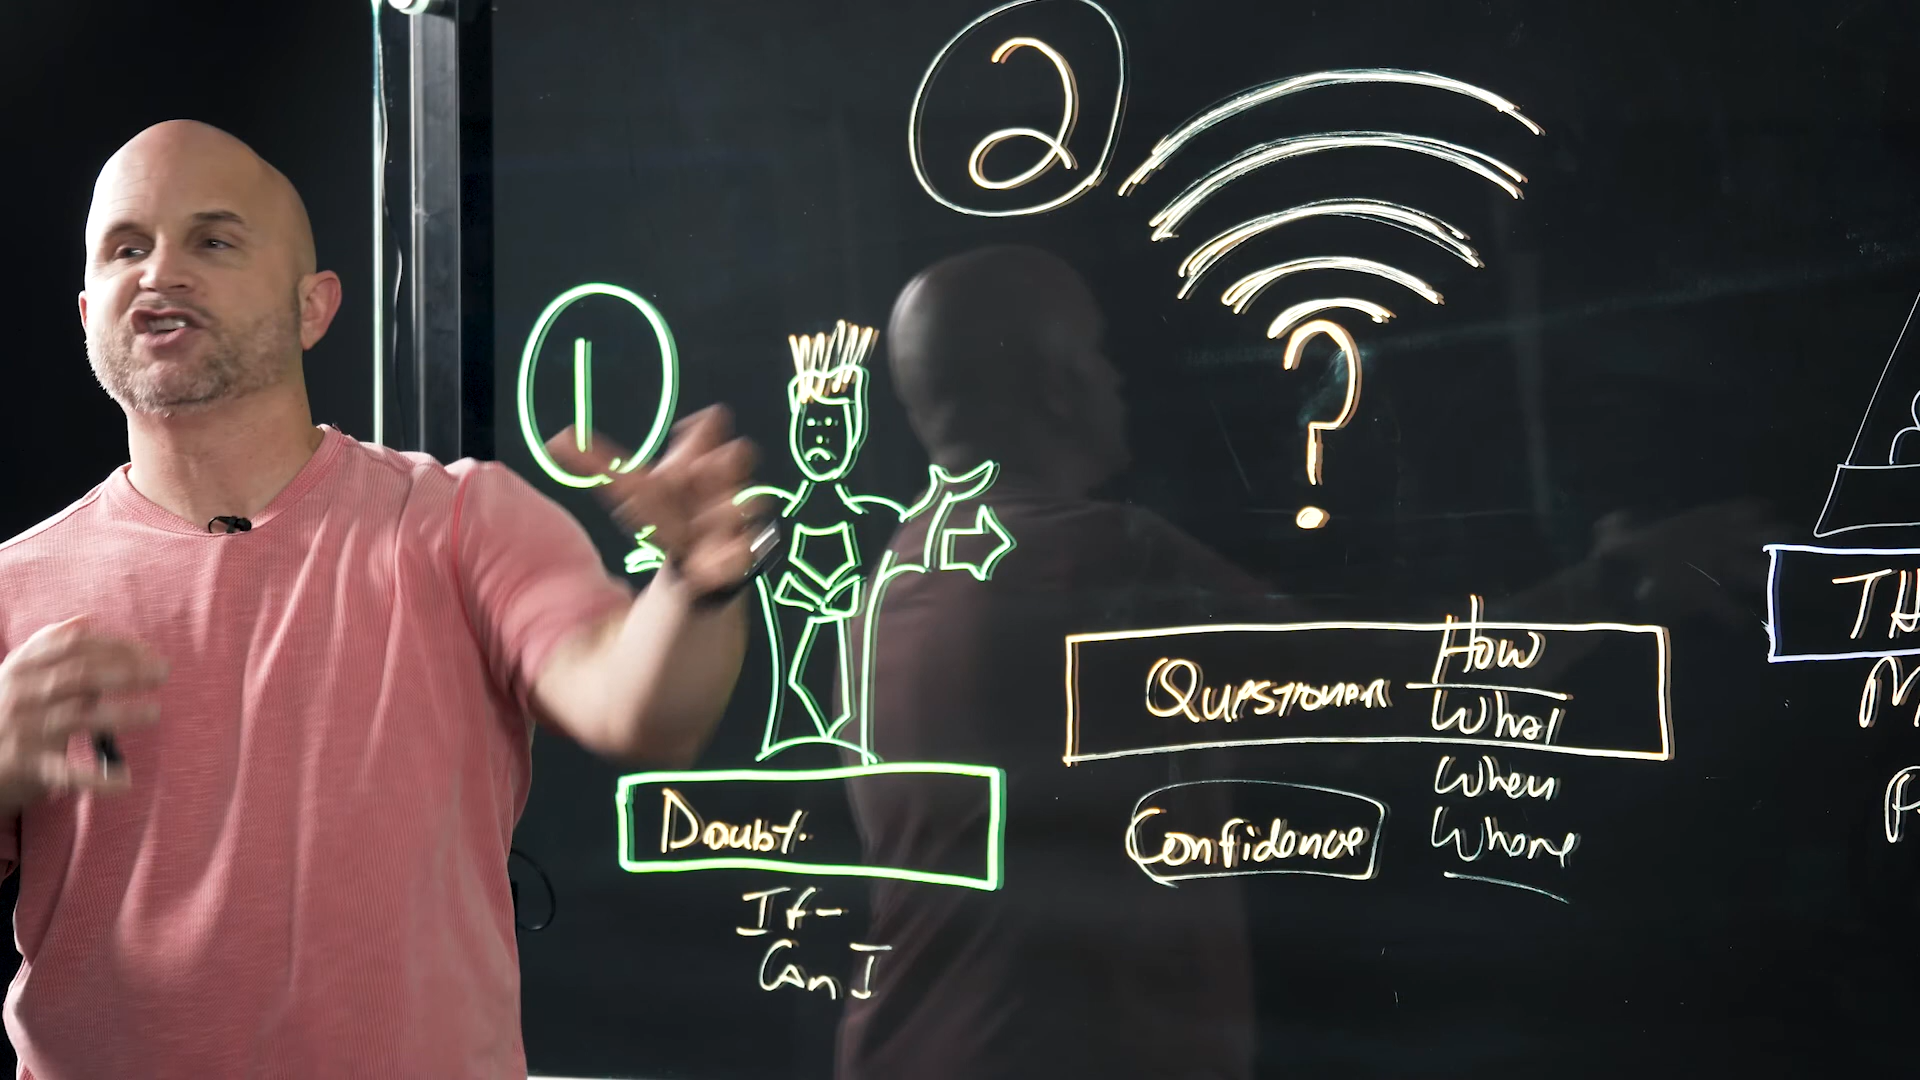 1
Doubt.
If-
Can I
2
?
Questioner How
What
When
Where
Confidence
TH
M
P